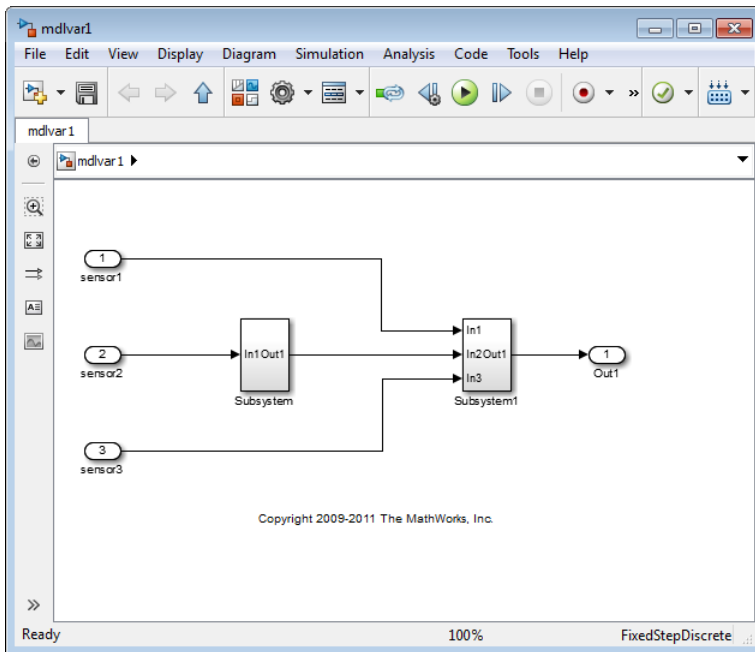 mdlvar1
File Edit View Display Diagram Simulation Analysis Code Tools Help
»
mdlvar1
mdlvar1
1
sensor1
In1
2
sensor2
In1 Out1
Subsystem
In2 Out1
In3
Subsystem1
1
Out1
3
sensor3
Copyright 2009-2011 The MathWorks, Inc.
»
Ready 100% FixedStepDiscrete